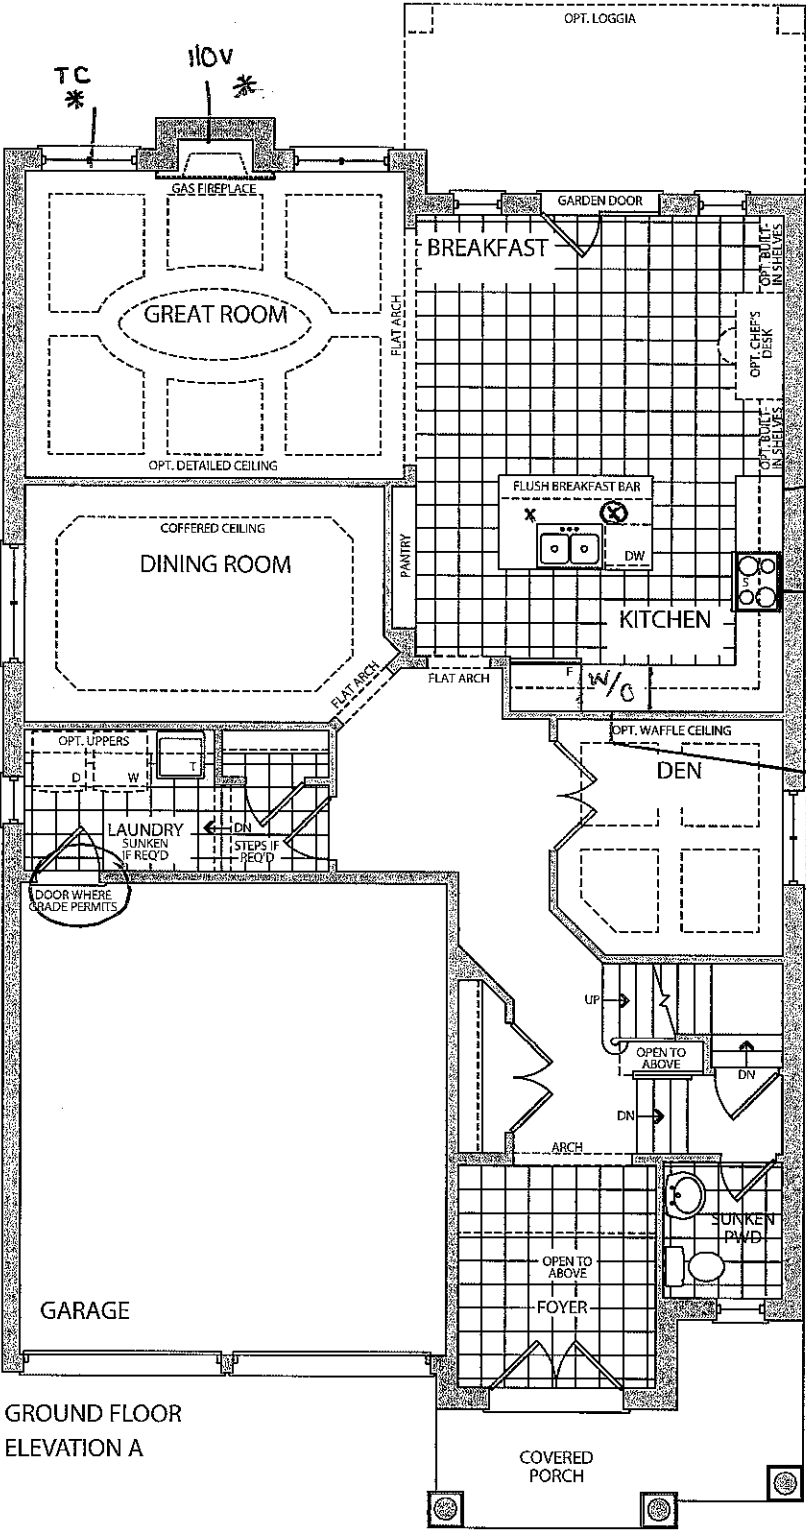 OPT. LOGGIA
TC
*
110V
*
GAS FIREPLACE
GARDEN DOOR
BREAKFAST
OPT. BUILT-
IN SHELVES
GREAT ROOM
FLAT ARCH
OPT. CHEF'S
DESK
OPT. BUILT-
IN SHELVES
OPT. DETAILED CEILING
FLUSH BREAKFAST BAR
x
x
COFFERED CEILING
DINING ROOM
PANTRY
DW
S
KITCHEN
FLAT ARCH
FLAT ARCH
F
W/O
OPT. UPPERS
D
W
T
OPT. WAFFLE CEILING
DEN
LAUNDRY
SUNKEN
IF REQ'D
DN
STEPS IF
REQ'D
DOOR WHERE
GRADE PERMITS
UP
OPEN TO
ABOVE
DN
DN
ARCH
SUNKEN
PWD
OPEN TO
ABOVE
FOYER
GARAGE
GROUND FLOOR
ELEVATION A
COVERED
PORCH